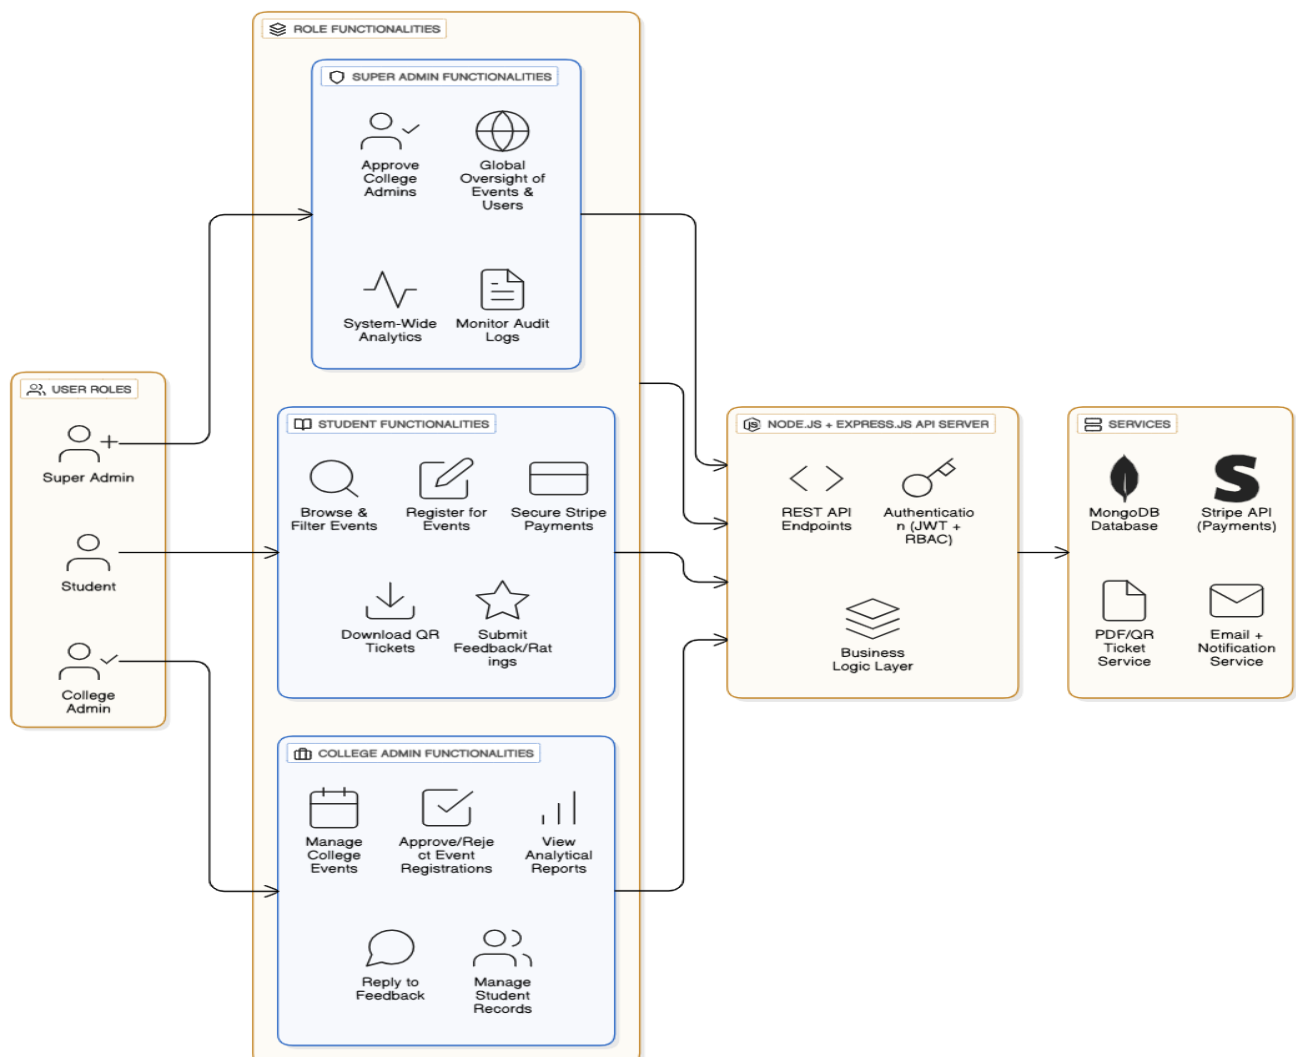 ROLE FUNCTIONALITIES
SUPER ADMIN FUNCTIONALITIES
Approve
College
Admins
Global
Oversight of
Events &
Users
System-Wide
Analytics
Monitor Audit
Logs
USER ROLES
Super Admin
Student
College
Admin
STUDENT FUNCTIONALITIES
Browse &
Filter Events
Register for
Events
Secure Stripe
Payments
Download QR
Tickets
Submit
Feedback/Rat
ings
COLLEGE ADMIN FUNCTIONALITIES
Manage
College
Events
Approve/Reje
ct Event
Registrations
View
Analytical
Reports
Reply to
Feedback
Manage
Student
Records
JS NODE.JS + EXPRESS.JS API SERVER
REST API
Endpoints
Authenticatio
n (JWT +
RBAC)
Business
Logic Layer
SERVICES
MongoDB
Database
S
Stripe API
(Payments)
PDF/QR
Ticket
Service
Email +
Notification
Service